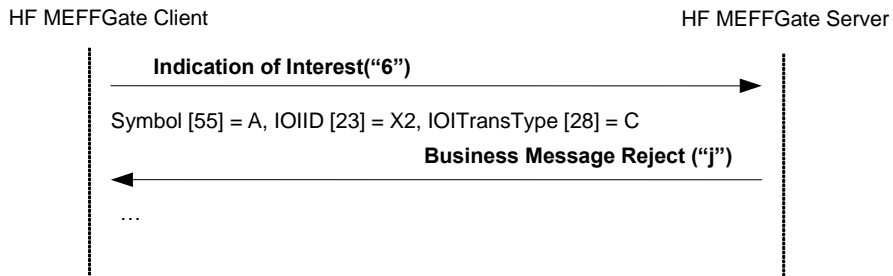 HF MEFFGate Client
HF MEFFGate Server
Indication of Interest(“6”)
Symbol [55] = A, IOIID [23] = X2, IOITransType [28] = C
Business Message Reject (“j”)
…